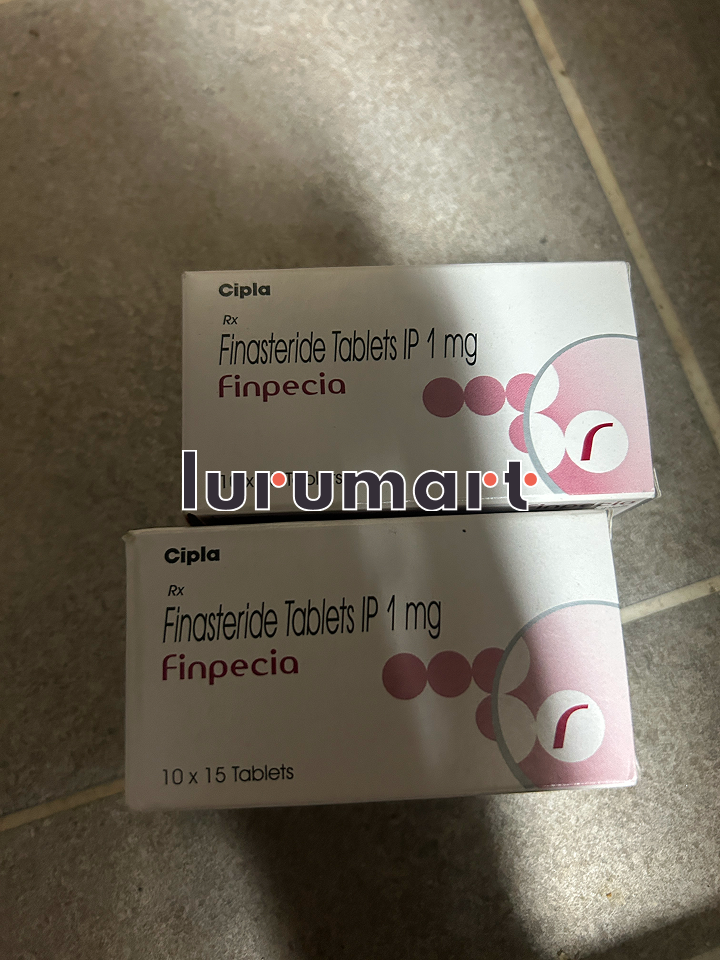 Cipla
Rx
Finasteride Tablets IP 1 mg
Finpecia
lurumart
Cipla
Rx
Finasteride Tablets IP 1 mg
Finpecia
10 x 15 Tablets